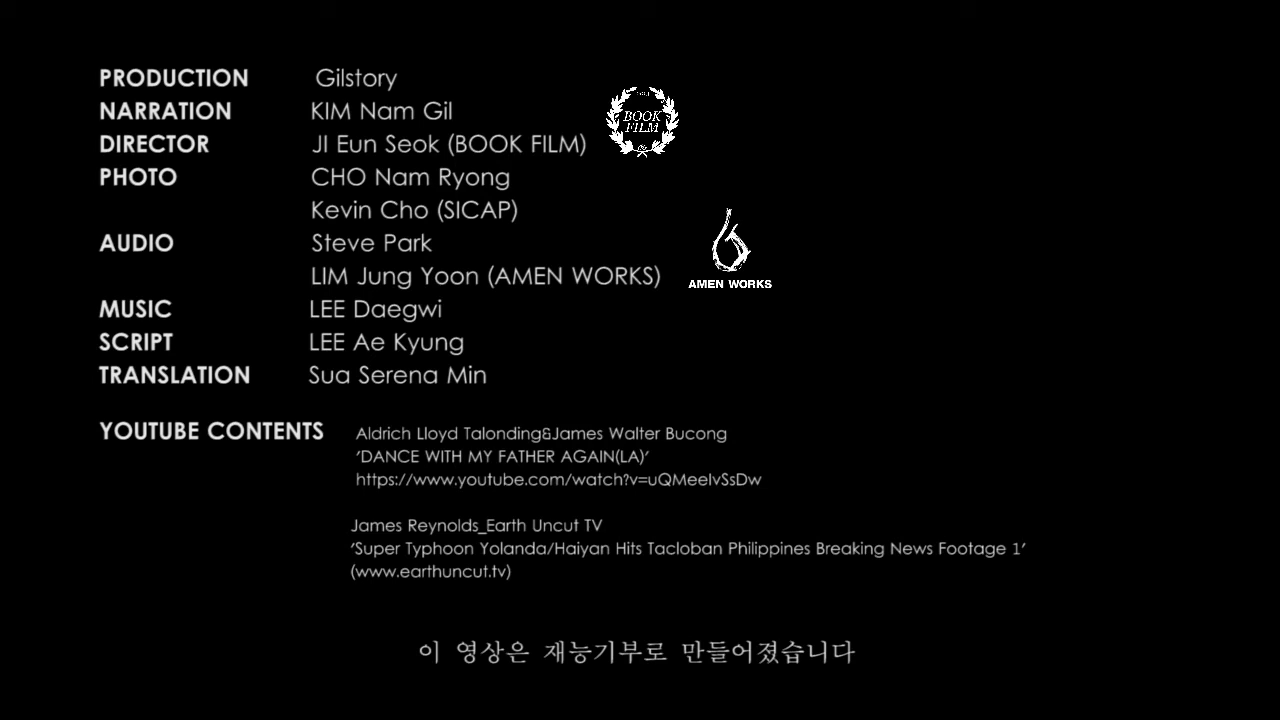 PRODUCTION Gilstory
NARRATION KIM Nam Gil
BOOK
FILM
DIRECTOR JI Eun Seok (BOOK FILM)
PHOTO CHO Nam Ryong
Kevin Cho (SICAP)
AUDIO Steve Park
LIM Jung Yoon (AMEN WORKS)
AMEN WORKS
MUSIC LEE Daegwi
SCRIPT LEE Ae Kyung
TRANSLATION Sua Serena Min
YOUTUBE CONTENTS Aldrich Lloyd Talonding&James Walter Bucong
'DANCE WITH MY FATHER AGAIN(LA)'
https://www.youtube.com/watch?v=uQMeeIvSsDw
James Reynolds_Earth Uncut TV
'Super Typhoon Yolanda/Haiyan Hits Tacloban Philippines Breaking News Footage 1'
(www.earthuncut.tv)
이 영상은 재능기부로 만들어졌습니다